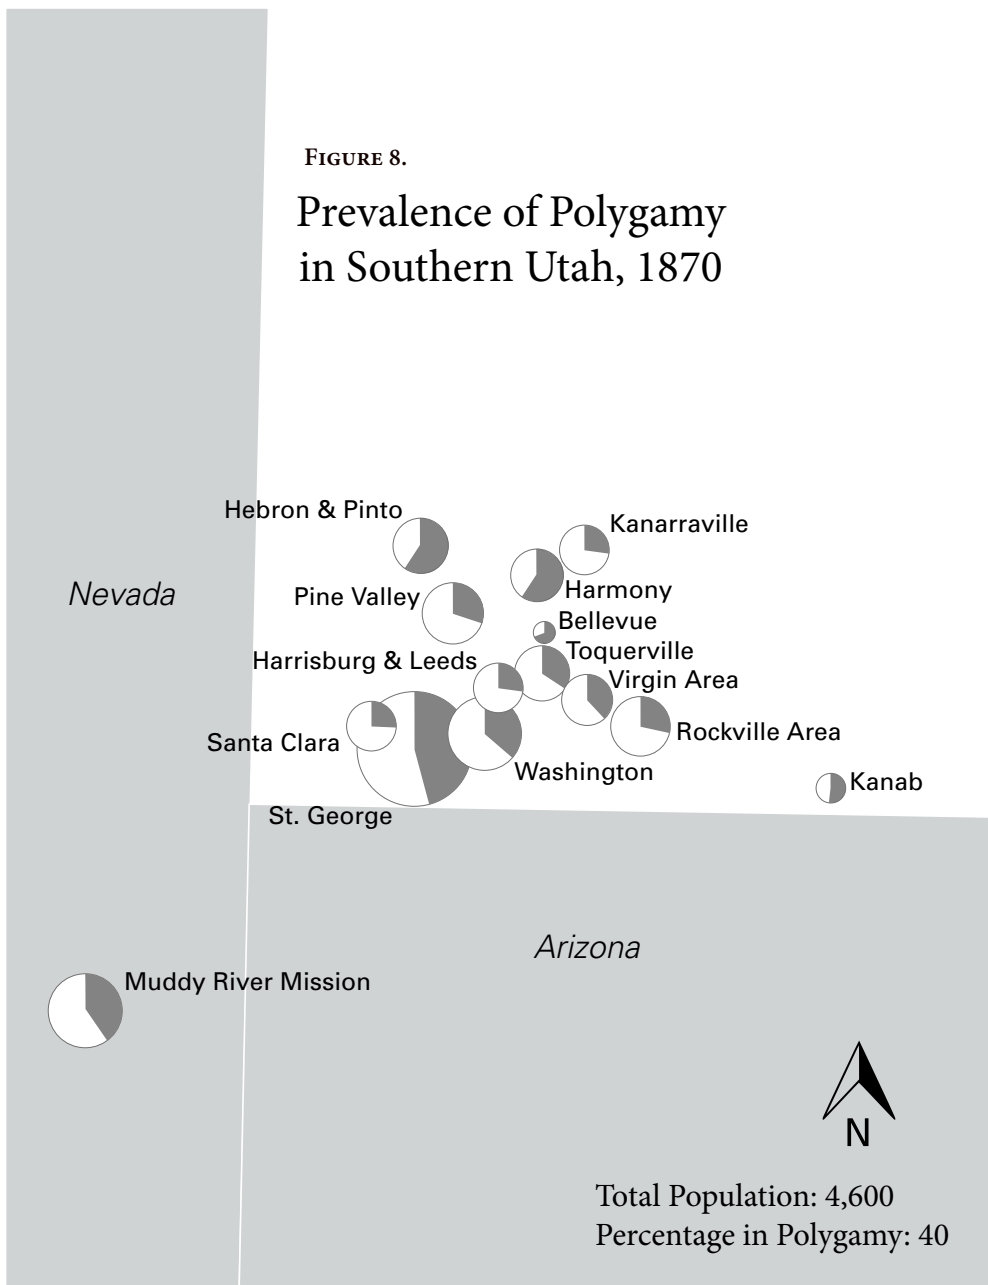 FIGURE 8.
Prevalence of Polygamy
in Southern Utah, 1870
Hebron & Pinto
Kanarraville
Nevada
Pine Valley
Harmony
Bellevue
Toquerville
Harrisburg & Leeds
Virgin Area
Santa Clara
Rockville Area
Washington
Kanab
St. George
Arizona
Muddy River Mission
N
Total Population: 4,600
Percentage in Polygamy: 40